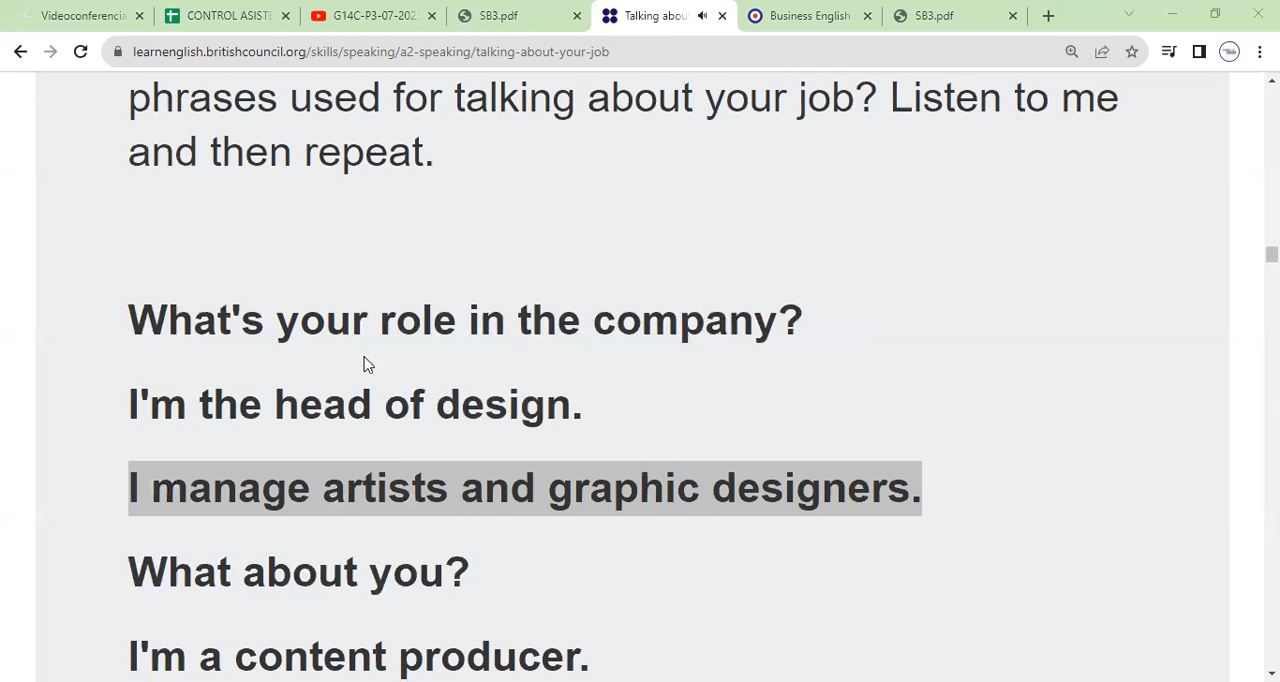 Videoconferencia
CONTROL ASISTE
G14C-P3-07-202
SB3.pdf
Talking abou
Business English
SB3.pdf
learnenglish.britishcouncil.org/skills/speaking/a2-speaking/talking-about-your-job
phrases used for talking about your job? Listen to me
and then repeat.
What's your role in the company?
I'm the head of design.
I manage artists and graphic designers.
What about you?
I'm a content producer.